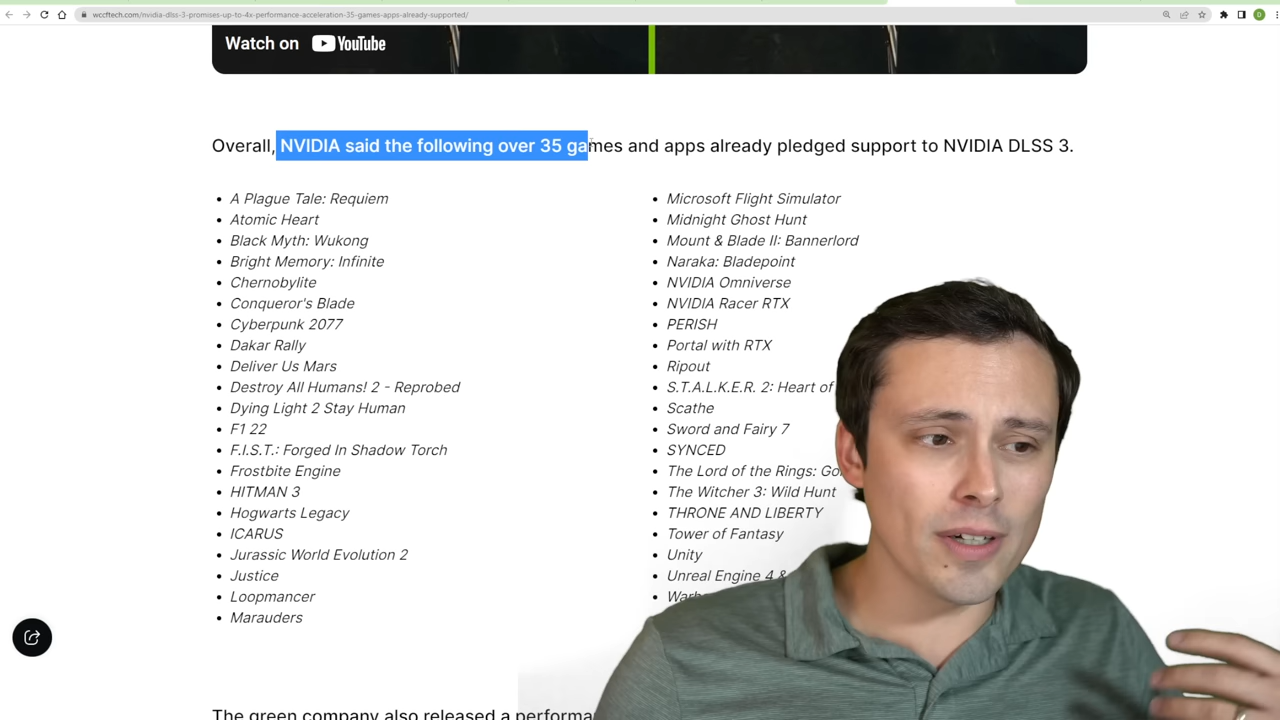 wccftech.com/nvidia-dlss-3-promises-up-to-4x-performance-acceleration-35-games-apps-already-supported/
Watch on YouTube
Overall, NVIDIA said the following over 35 games and apps already pledged support to NVIDIA DLSS 3.
A Plague Tale: Requiem
Atomic Heart
Black Myth: Wukong
Bright Memory: Infinite
Chernobylite
Conqueror's Blade
Cyberpunk 2077
Dakar Rally
Deliver Us Mars
Destroy All Humans! 2 - Reprobed
Dying Light 2 Stay Human
F1 22
F.I.S.T.: Forged In Shadow Torch
Frostbite Engine
HITMAN 3
Hogwarts Legacy
ICARUS
Jurassic World Evolution 2
Justice
Loopmancer
Marauders
Microsoft Flight Simulator
Midnight Ghost Hunt
Mount & Blade II: Bannerlord
Naraka: Bladepoint
NVIDIA Omniverse
NVIDIA Racer RTX
PERISH
Portal with RTX
Ripout
S.T.A.L.K.E.R. 2: Heart of
Scathe
Sword and Fairy 7
SYNCED
The Lord of the Rings:
The Witcher 3: Wild Hunt
THRONE AND LIBERTY
Tower of Fantasy
Unity
Unreal Engine 4 &
The green company also released a